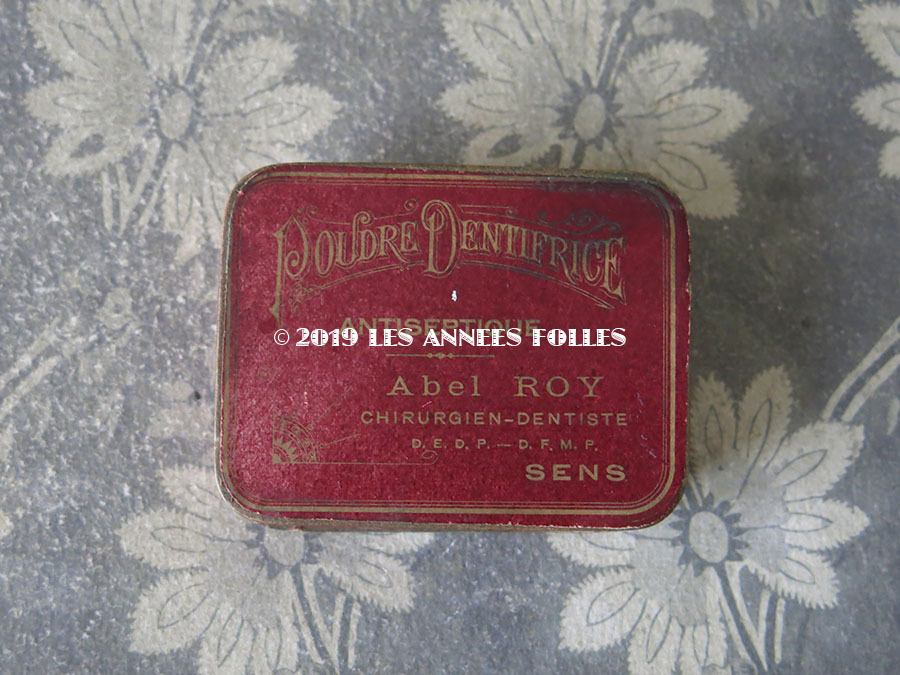 POUDRE DENTIFRICE
ANTISEPTIQUE
© 2019 LES ANNEES FOLLES
Abel ROY
CHIRURGIEN-DENTISTE
D. E. D. P. — D. F. M. P.
SENS